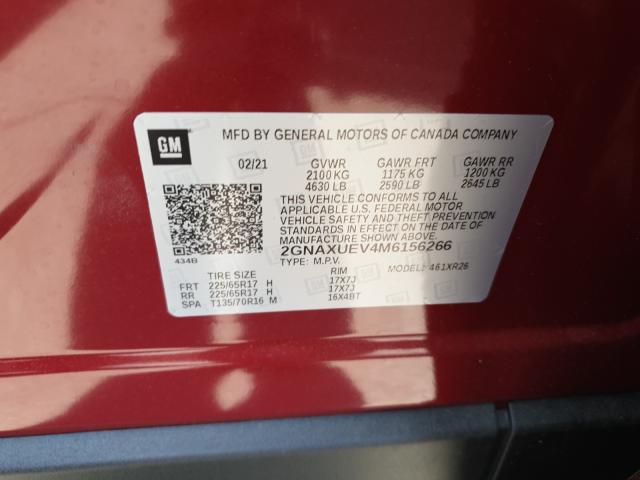 GM
MFD BY GENERAL MOTORS OF CANADA COMPANY
02/21 GVWR GAWR FRT GAWR RR
2100 KG 1175 KG 1200 KG
4630 LB 2590 LB 2645 LB
THIS VEHICLE CONFORMS TO ALL
APPLICABLE U.S. FEDERAL MOTOR
VEHICLE SAFETY AND BUMPER
STANDARDS IN EFFECT ON THE DATE
OF MANUFACTURE SHOWN ABOVE.
2GNAXUEV4M6156266
TYPE: M.P.V. MODEL: 461XR26
434B
TIRE SIZE RIM
FRT 225/65R17 H 17X7J
RR 225/65R17 H 17X7J
SPA T135/70R16 M 16X4BT